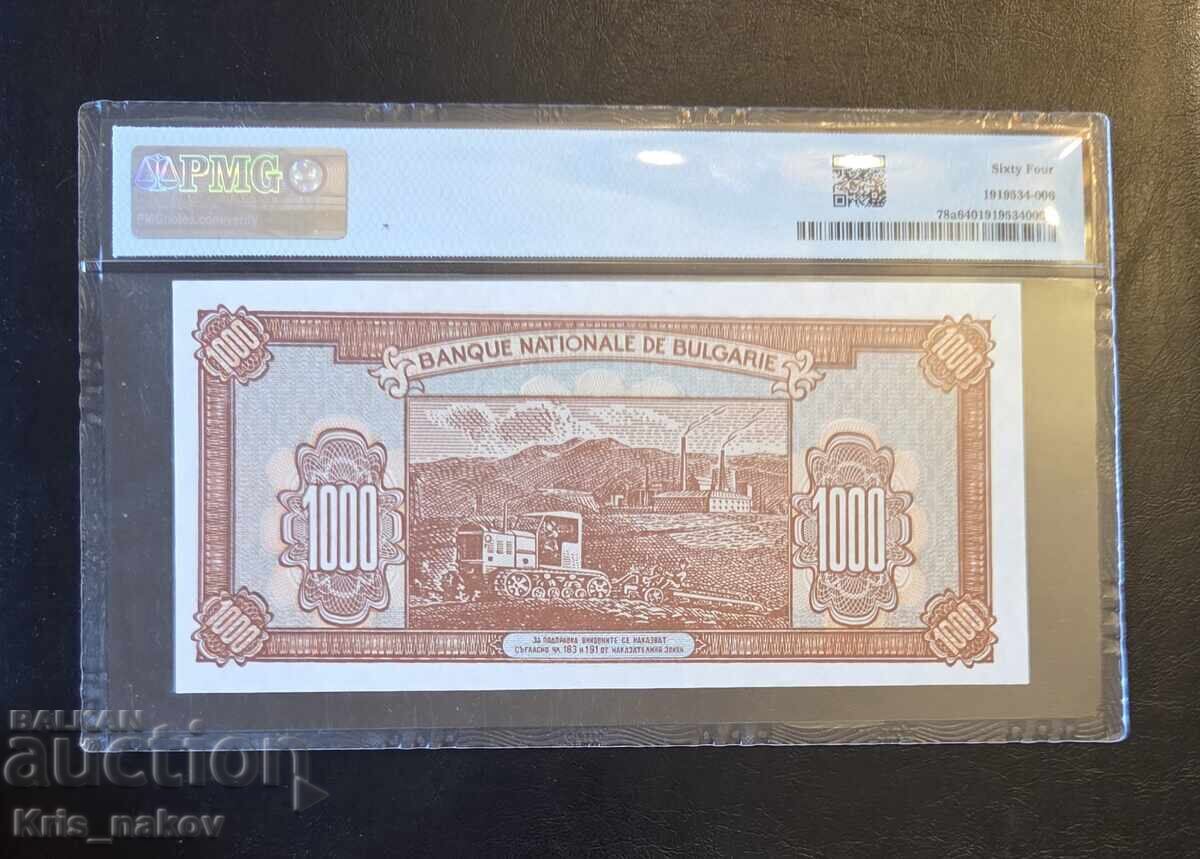 PMG
PMGnotes.com/verify
Sixty Four
1919534-006
BANQUE NATIONALE DE BULGARIE
1000
1000
1000
1000
1000
1000
ЗА ПОДПРАВКА ВИНОВНИТЕ СЕ НАКАЗВАТ
СЪГЛАСНО ЧЛ. 183 И 191 ОТ НАКАЗАТЕЛНИЯ ЗАКОН
BALKAN
auction
Kris_nakov